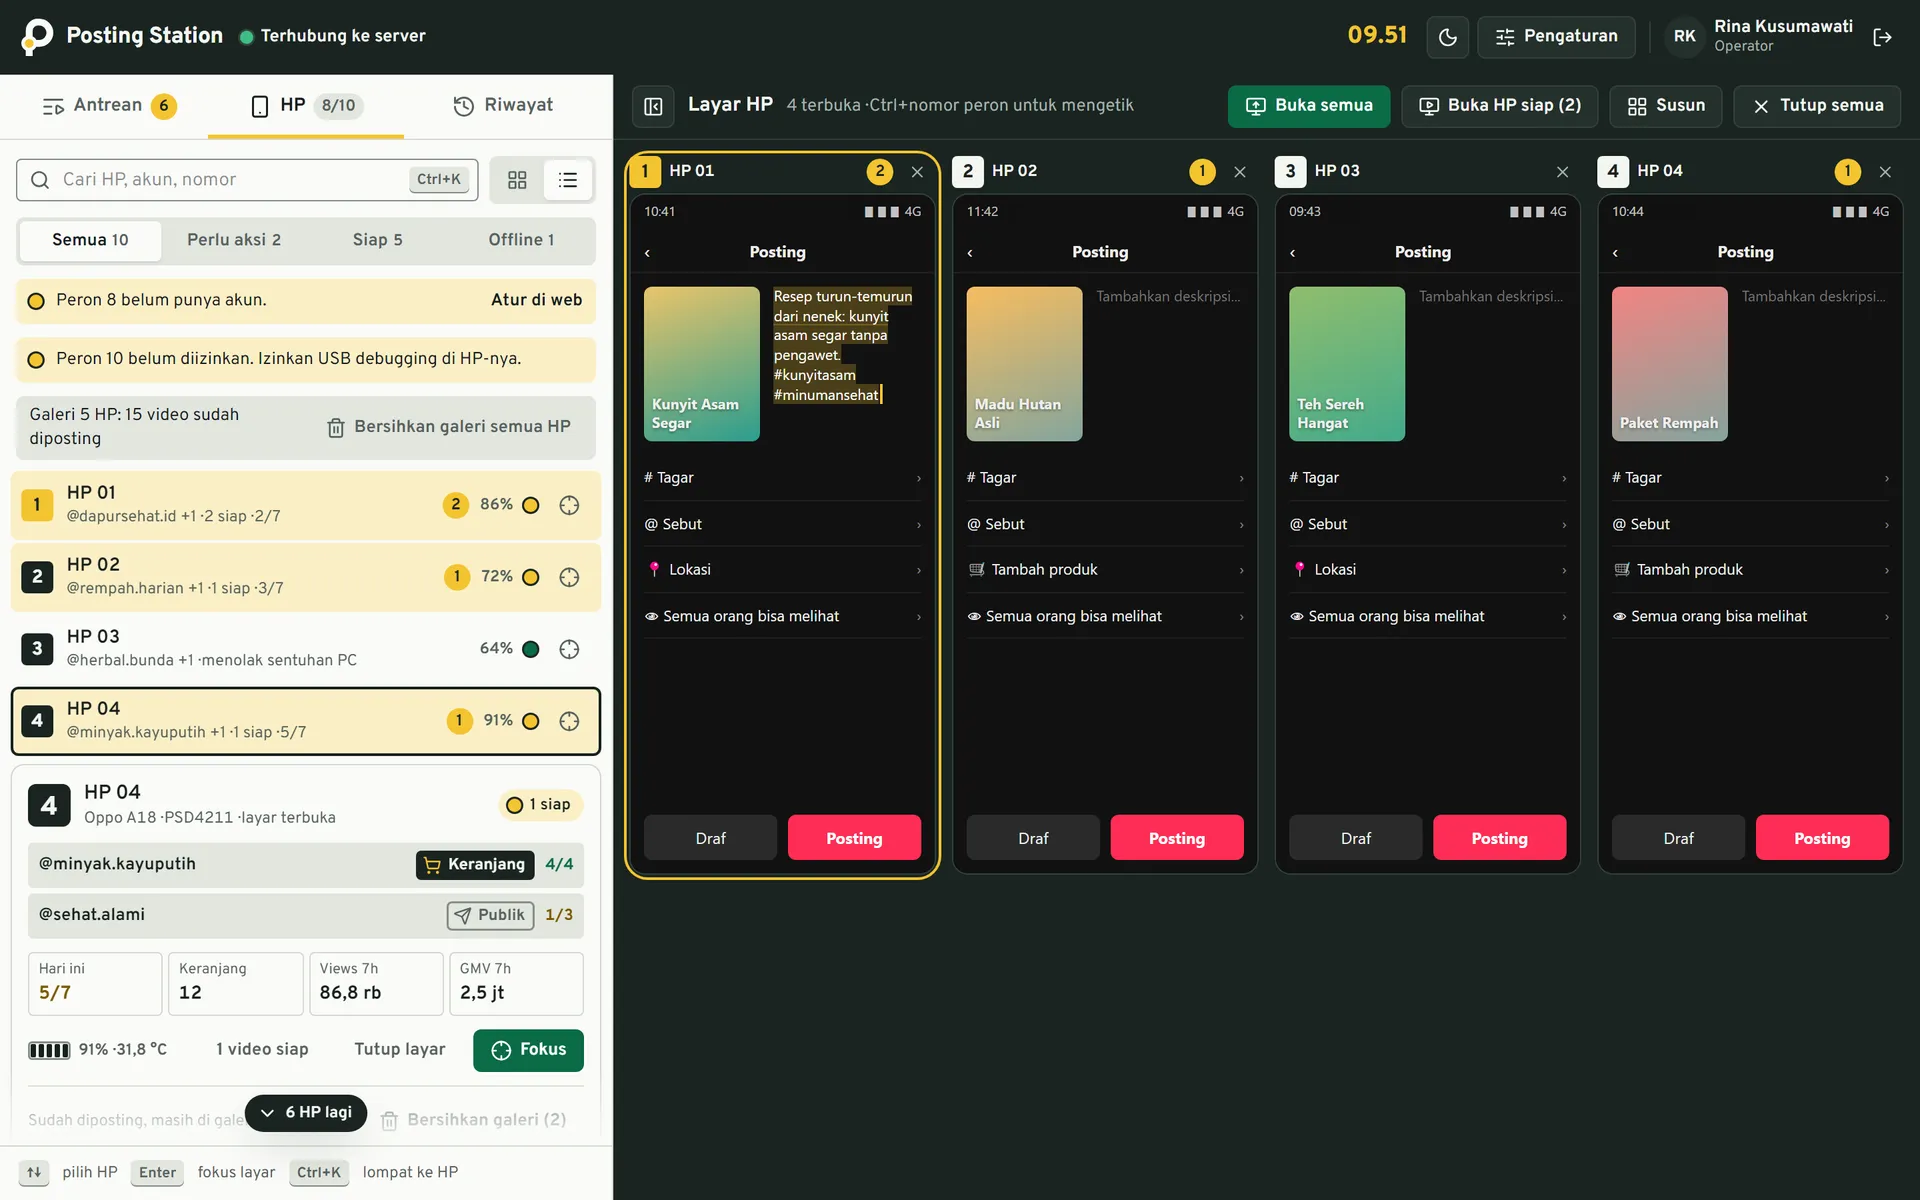 Posting Station
Terhubung ke server
09.51
Pengaturan
RK
Rina Kusumawati
Operator
Antrean 6
HP 8/10
Riwayat
Cari HP, akun, nomor
Ctrl+K
Semua 10
Perlu aksi 2
Siap 5
Offline 1
Peron 8 belum punya akun.
Atur di web
Peron 10 belum diizinkan. Izinkan USB debugging di HP-nya.
Galeri 5 HP: 15 video sudah
diposting
Bersihkan galeri semua HP
1
HP 01
@dapursehat.id +1 ·2 siap ·2/7
2
86%
2
HP 02
@rempah.harian +1 ·1 siap ·3/7
1
72%
3
HP 03
@herbal.bunda +1 ·menolak sentuhan PC
64%
4
HP 04
@minyak.kayuputih +1 ·1 siap ·5/7
1
91%
4
HP 04
Oppo A18 ·PSD4211 ·layar terbuka
1 siap
@minyak.kayuputih
Keranjang
4/4
@sehat.alami
Publik
1/3
Hari ini
5/7
Keranjang
12
Views 7h
86,8 rb
GMV 7h
2,5 jt
91% ·31,8 °C
1 video siap
Tutup layar
Fokus
Sudah diposting, masih di gale
6 HP lagi
Bersihkan galeri (2)
↑↓ pilih HP
Enter fokus layar
Ctrl+K lompat ke HP
Layar HP
4 terbuka ·Ctrl+nomor peron untuk mengetik
Buka semua
Buka HP siap (2)
Susun
Tutup semua
1 HP 01 2
10:41
4G
‹ Posting
Kunyit Asam
Segar
Resep turun-temurun
dari nenek: kunyit
asam segar tanpa
pengawet.
#kunyitasam
#minumansehat
# Tagar
@ Sebut
Lokasi
Semua orang bisa melihat
Draf
Posting
2 HP 02 1
11:42
4G
‹ Posting
Madu Hutan
Asli
Tambahkan deskripsi...
# Tagar
@ Sebut
Tambah produk
Semua orang bisa melihat
Draf
Posting
3 HP 03
09:43
4G
‹ Posting
Teh Sereh
Hangat
Tambahkan deskripsi...
# Tagar
@ Sebut
Lokasi
Semua orang bisa melihat
Draf
Posting
4 HP 04 1
10:44
4G
‹ Posting
Paket Rempah
Tambahkan deskripsi...
# Tagar
@ Sebut
Tambah produk
Semua orang bisa melihat
Draf
Posting